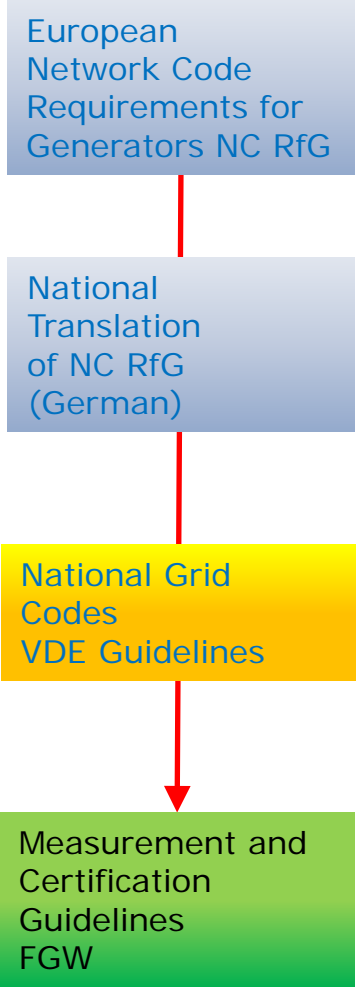 European
Network Code
Requirements for
Generators NC RfG
National
Translation
of NC RfG
(German)
National Grid
Codes
VDE Guidelines
Measurement and
Certification
Guidelines
FGW